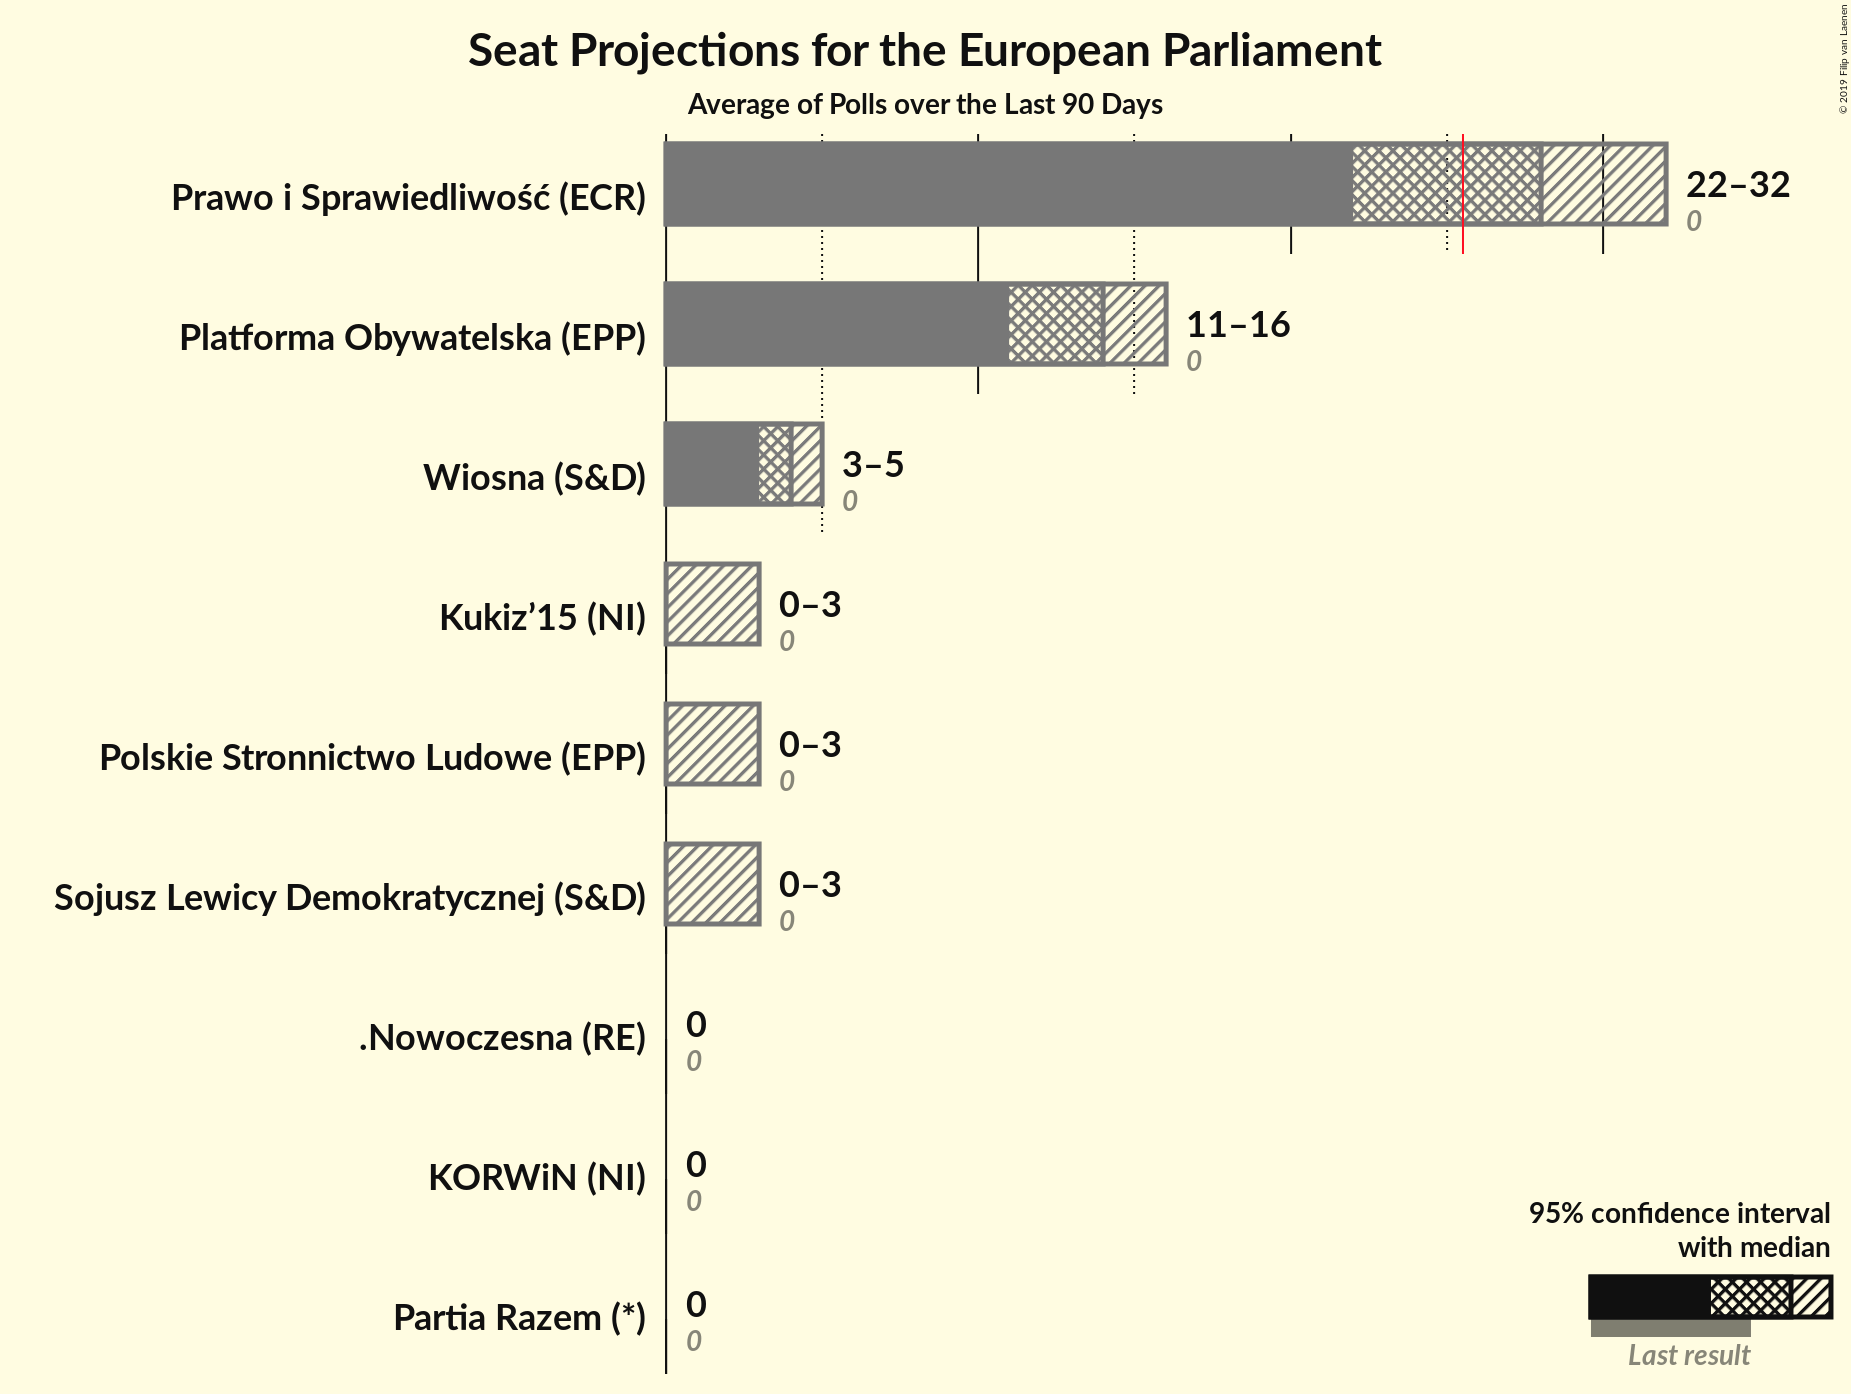 Seat Projections for the European Parliament
Average of Polls over the Last 90 Days
© 2019 Filip van Laenen
Prawo i Sprawiedliwość (ECR)
22–32
0
Platforma Obywatelska (EPP)
11–16
0
Wiosna (S&D)
3–5
0
Kukiz’15 (NI)
0–3
0
Polskie Stronnictwo Ludowe (EPP)
0–3
0
Sojusz Lewicy Demokratycznej (S&D)
0–3
0
.Nowoczesna (RE)
0
0
KORWiN (NI)
0
0
Partia Razem (*)
0
0
95% confidence interval
with median
Last result